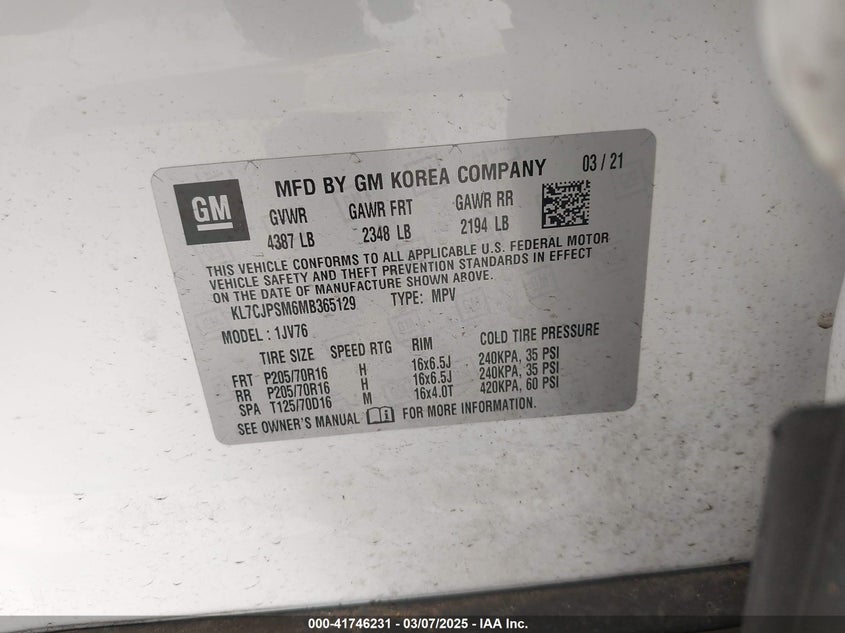 GM
MFD BY GM KOREA COMPANY 03 / 21
GVWR GAWR FRT GAWR RR
4387 LB 2348 LB 2194 LB
THIS VEHICLE CONFORMS TO ALL APPLICABLE U.S. FEDERAL MOTOR
VEHICLE SAFETY AND THEFT PREVENTION STANDARDS IN EFFECT
ON THE DATE OF MANUFACTURE SHOWN ABOVE.
KL7CJPSM6MB365129 TYPE: MPV
MODEL : 1JV76
TIRE SIZE SPEED RTG RIM COLD TIRE PRESSURE
FRT P205/70R16 H 16x6.5J 240KPA, 35 PSI
RR P205/70R16 H 16x6.5J 240KPA, 35 PSI
SPA T125/70D16 M 16x4.0T 420KPA, 60 PSI
SEE OWNER'S MANUAL FOR MORE INFORMATION.
000-41746231 - 03/07/2025 - IAA Inc.